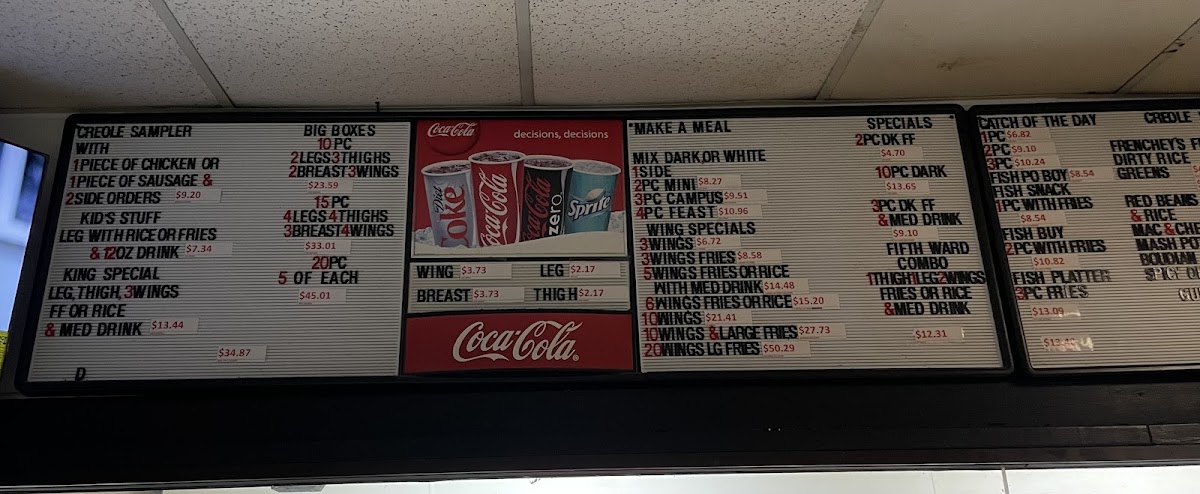 CREOLE SAMPLER
WITH
1PIECE OF CHICKEN OR
1PIECE OF SAUSAGE &
2SIDE ORDERS $9.20
KID'S STUFF
LEG WITH RICE OR FRIES
& 12OZ DRINK $7.34
KING SPECIAL
LEG, THIGH, 3WINGS
FF OR RICE
& MED DRINK $13.44
$34.87
D
BIG BOXES
10PC
2LEGS3THIGHS
2BREAST3WINGS
$23.59
15PC
4LEGS4THIGHS
3BREAST4WINGS
$33.01
20PC
5 OF EACH
$45.01
Coca-Cola
decisions, decisions
Diet Coke
Coca-Cola
Coca-Cola zero
Sprite
WING $3.73 LEG $2.17
BREAST $3.73 THIGH $2.17
Coca-Cola
MAKE A MEAL
MIX DARK,OR WHITE
1SIDE
2PC MINI $8.27
3PC CAMPUS $9.51
4PC FEAST $10.96
WING SPECIALS
3WINGS $6.72
3WINGS FRIES $8.58
5WINGS FRIES OR RICE
WITH MED DRINK $14.48
6WINGS FRIES OR RICE $15.20
10WINGS $21.41
10WINGS &LARGE FRIES $27.73
20WINGS LG FRIES $50.29
SPECIALS
2PC DK FF
$4.70
10PC DARK
$13.65
3PC DK FF
&MED DRINK
$9.10
FIFTH WARD
COMBO
1THIGH1LEG2WINGS
FRIES OR RICE
&MED DRINK
$12.31
CATCH OF THE DAY
1PC $6.82
2PC $9.10
3PC $10.24
FISH PO BOY $8.54
FISH SNACK
1PC WITH FRIES
$8.54
FISH BUY
2PC WITH FRIES
$10.82
FISH PLATTER
3PC FRIES
$13.09
CREOLE
FRENCHEY'S F
DIRTY RICE
GREENS
RED BEANS
& RICE
MAC &CHE
MASH PO
BOUDAIN